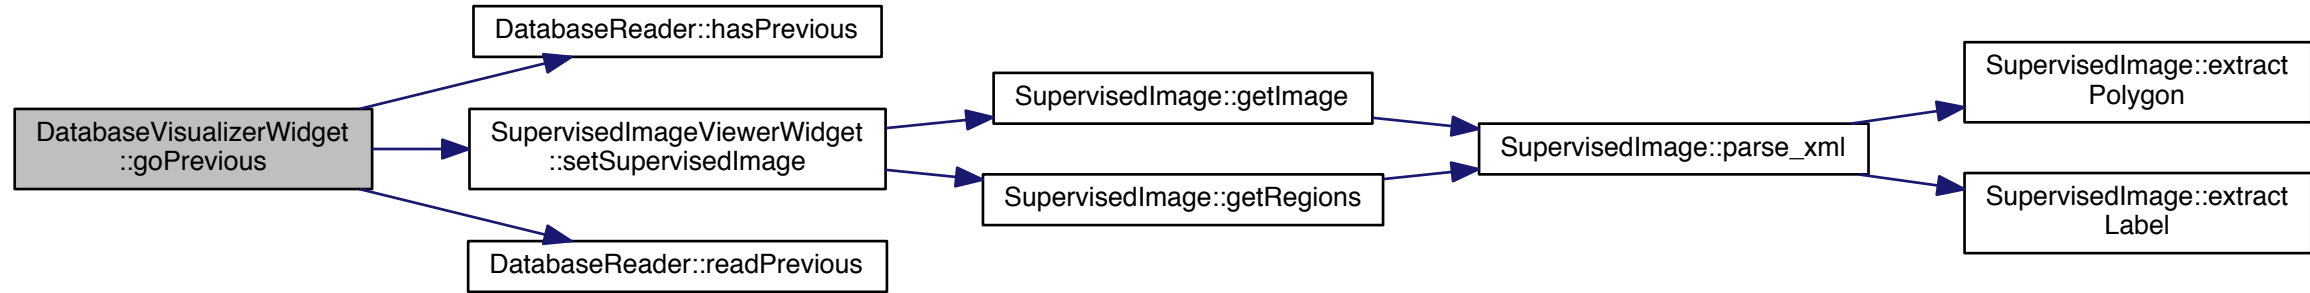 DatabaseVisualizerWidget
::goPrevious
DatabaseReader::hasPrevious
SupervisedImageViewerWidget
::setSupervisedImage
DatabaseReader::readPrevious
SupervisedImage::getImage
SupervisedImage::getRegions
SupervisedImage::parse_xml
SupervisedImage::extract
Polygon
SupervisedImage::extract
Label